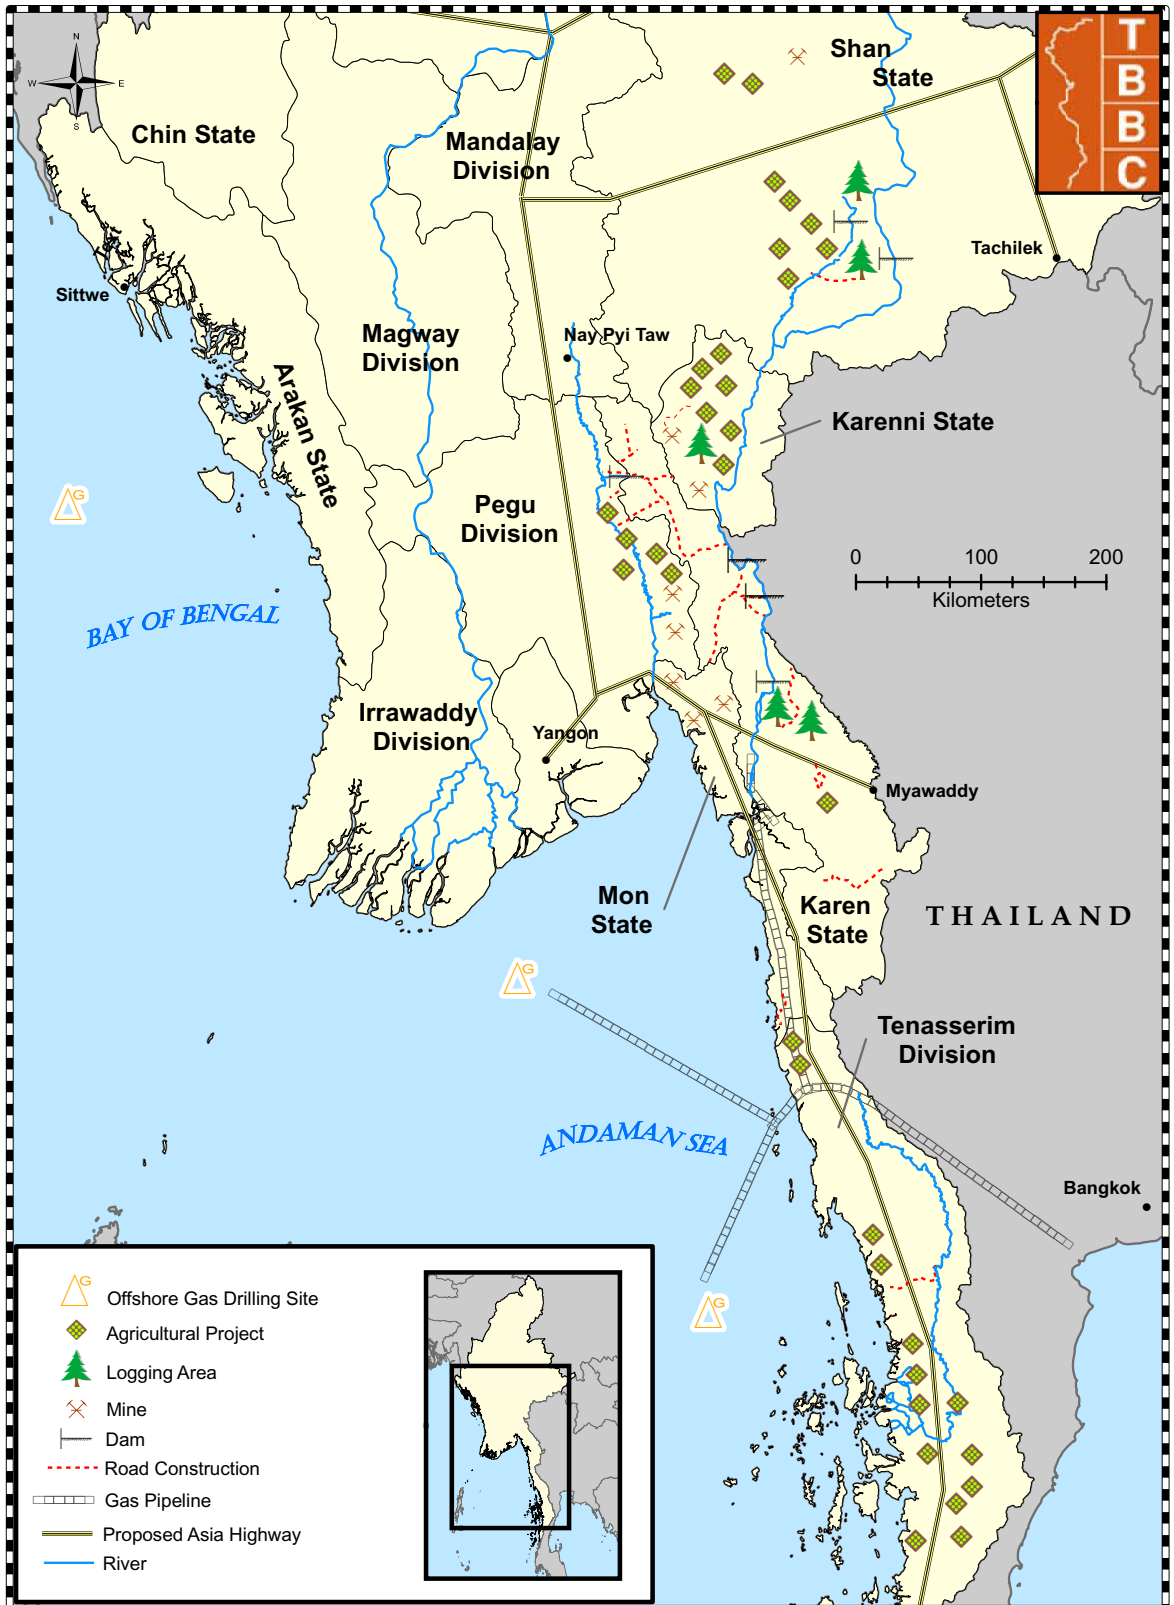 N
W
E
S
T
B
B
C
Shan
State
Chin State
Mandalay
Division
Tachilek
Sittwe
Nay Pyi Taw
Magway
Division
Arakan State
Karenni State
G
Pegu
Division
0 100 200
Kilometers
BAY OF BENGAL
Irrawaddy
Division
Yangon
Myawaddy
Mon
State
Karen
State
THAILAND
G
Tenasserim
Division
ANDAMAN SEA
Bangkok
G
G
Offshore Gas Drilling Site
Agricultural Project
Logging Area
Mine
Dam
Road Construction
Gas Pipeline
Proposed Asia Highway
River